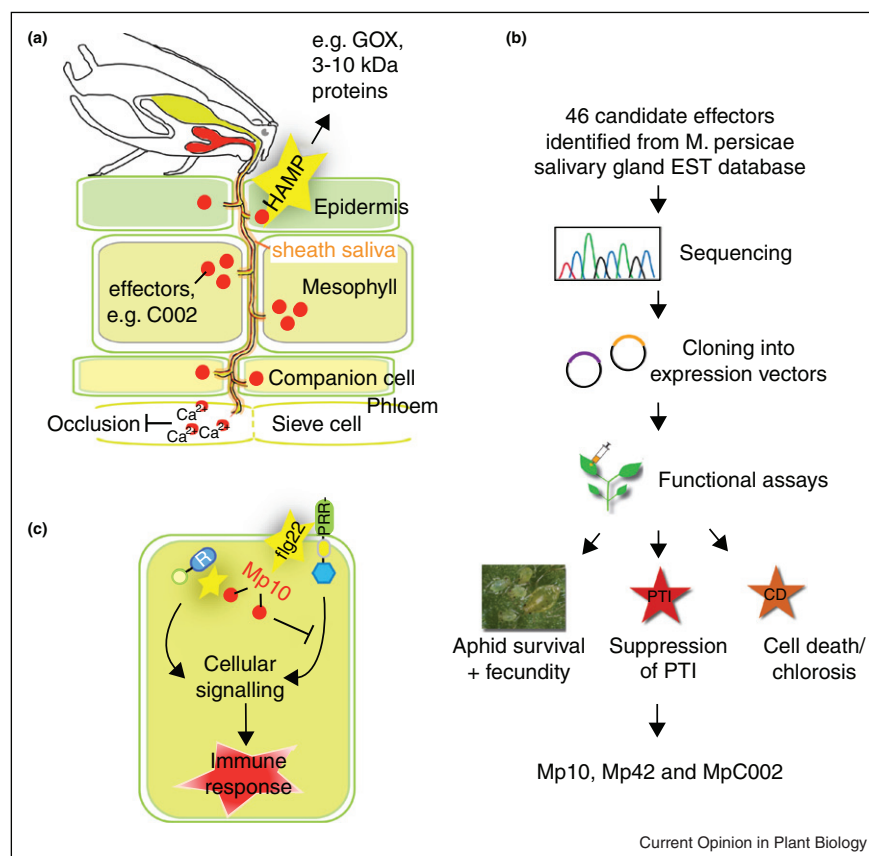 (a)
e.g. GOX,
3-10 kDa
proteins
HAMP
Epidermis
sheath saliva
effectors,
e.g. C002
Mesophyll
Companion cell
Phloem
Occlusion
Ca2+
Ca2+
Ca2+
Sieve cell
(b)
46 candidate effectors
identified from M. persicae
salivary gland EST database
Sequencing
Cloning into
expression vectors
Functional assays
PTI
CD
Aphid survival
+ fecundity
Suppression
of PTI
Cell death/
chlorosis
Mp10, Mp42 and MpC002
(c)
flg22
PRR
R
Mp10
Cellular
signalling
Immune
response
Current Opinion in Plant Biology